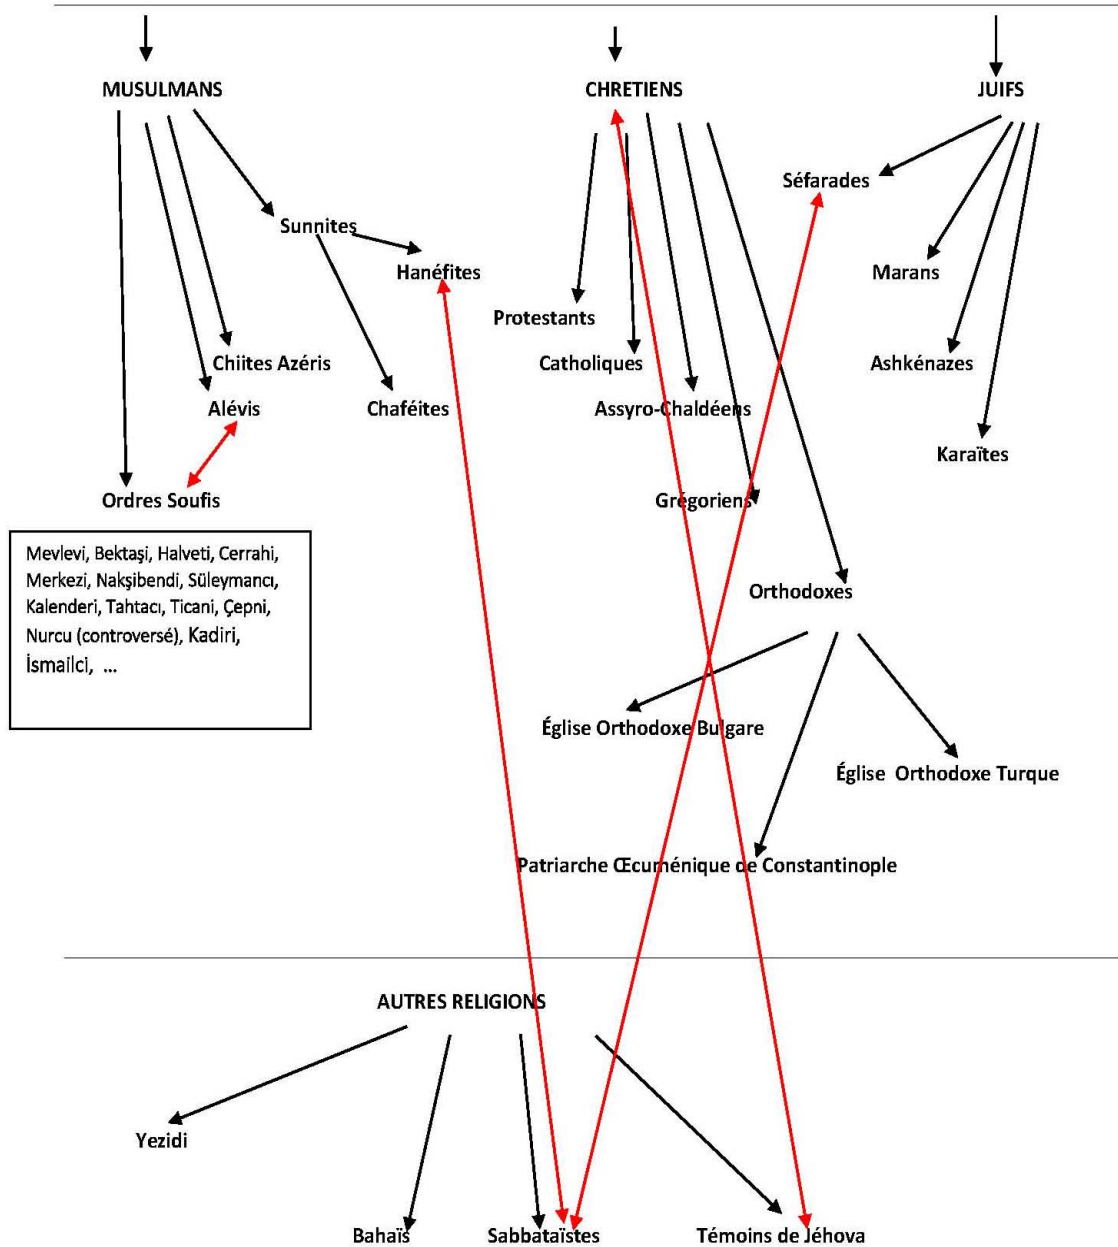 MUSULMANS
CHRETIENS
JUIFS
Séfarades
Sunnites
Hanéfites
Marans
Protestants
Chiites Azéris
Catholiques
Ashkénazes
Alévis
Chaféites
Assyro-Chaldéens
Karaïtes
Ordres Soufis
Grégoriens
Mevlevi, Bektaşi, Halveti, Cerrahi,
Merkezi, Nakşibendi, Süleymancı,
Kalenderi, Tahtacı, Ticani, Çepni,
Nurcu (controversé), Kadiri,
İsmailci, ...
Orthodoxes
Église Orthodoxe Bulgare
Église Orthodoxe Turque
Patriarche Œcuménique de Constantinople
AUTRES RELIGIONS
Yezidi
Bahaïs
Sabbataïstes
Témoins de Jéhova